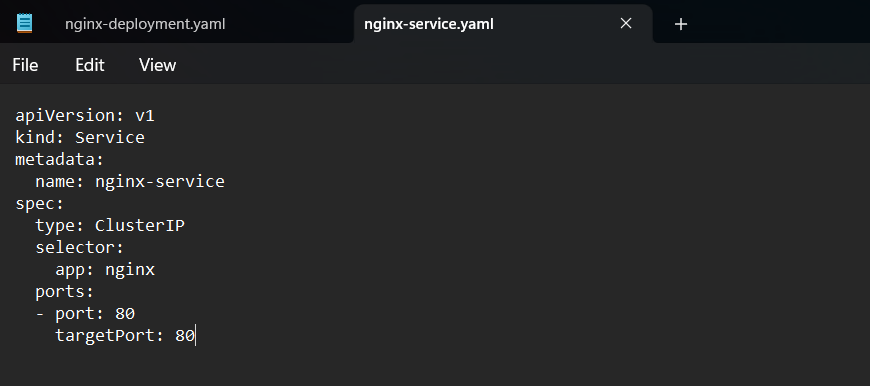 nginx-deployment.yaml
nginx-service.yaml
File Edit View
apiVersion: v1
kind: Service
metadata:
  name: nginx-service
spec:
  type: ClusterIP
  selector:
    app: nginx
  ports:
  - port: 80
    targetPort: 80